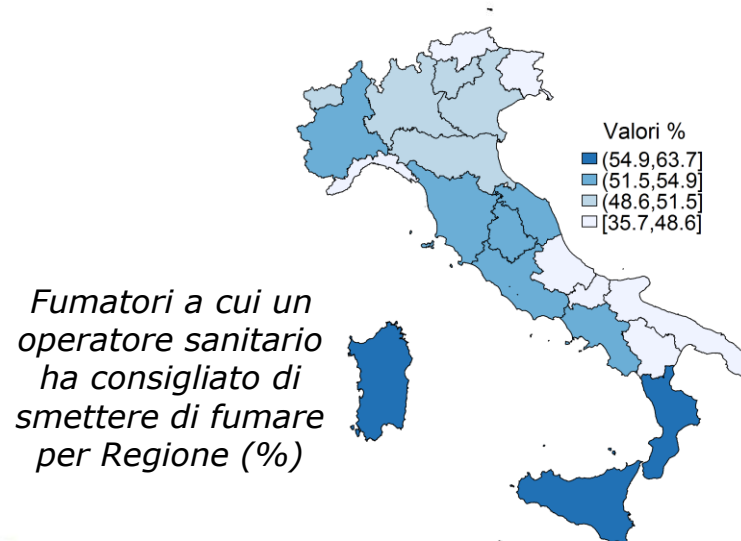 Valori %
(54.9,63.7]
(51.5,54.9]
(48.6,51.5]
[35.7,48.6]
Fumatori a cui un
operatore sanitario
ha consigliato di
smettere di fumare
per Regione (%)